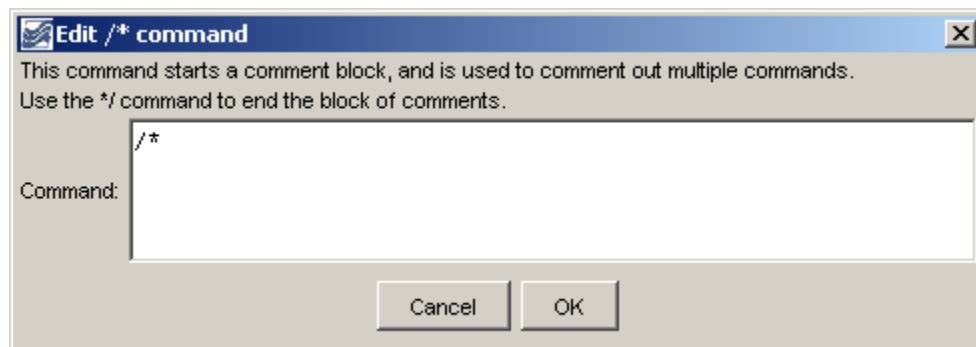 Edit /* command
This command starts a comment block, and is used to comment out multiple commands.
Use the */ command to end the block of comments.
Command:
/*
Cancel
OK